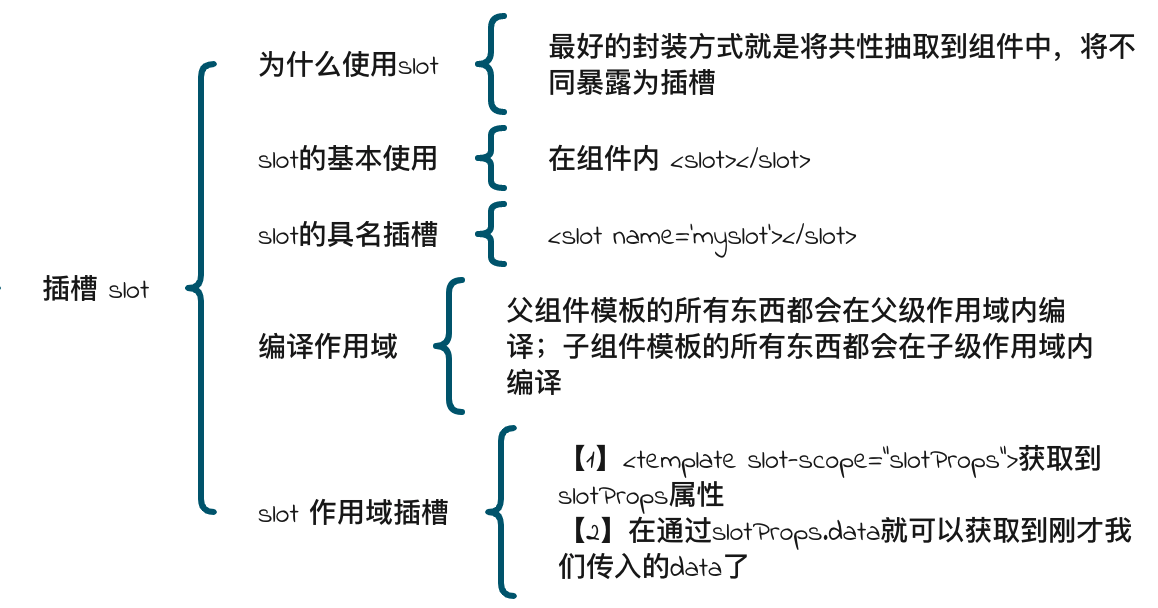 插槽 slot
为什么使用slot
最好的封装方式就是将共性抽取到组件中，将不
同暴露为插槽
slot的基本使用
在组件内 <slot></slot>
slot的具名插槽
<slot name='myslot'></slot>
编译作用域
父组件模板的所有东西都会在父级作用域内编
译；子组件模板的所有东西都会在子级作用域内
编译
slot 作用域插槽
【1】<template slot-scope="slotProps">获取到
slotProps属性
【2】在通过slotProps.data就可以获取到刚才我
们传入的data了